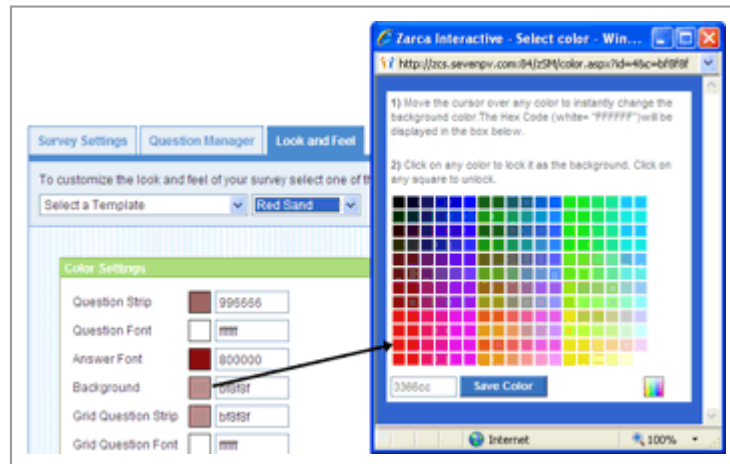 Zarca Interactive - Select color - Win...
http://zcs.sevenpv.com:84/zSM/color.aspx?id=4&c=bf8f8f
1) Move the cursor over any color to instantly change the
background color.The Hex Code (white= "FFFFFF")will be
displayed in the box below.
2) Click on any color to lock it as the background. Click on
any square to unlock.
Survey Settings Question Manager Look and Feel
To customize the look and feel of your survey select one of t
Select a Template Red Sand
Color Settings
Question Strip 996666
Question Font ffffff
Answer Font 800000
Background bf8f8f
Grid Question Strip bf8f8f
Grid Question Font ffffff
3366cc Save Color
Internet 100%